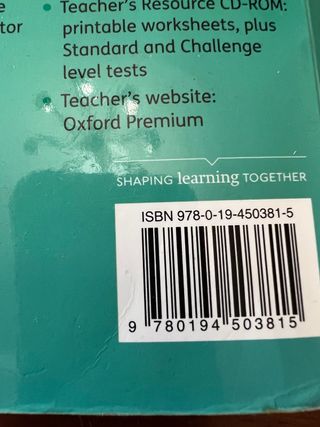 tor
• Teacher's Resource CD-ROM:
printable worksheets, plus
Standard and Challenge
level tests
• Teacher's website:
Oxford Premium
SHAPING learning TOGETHER
ISBN 978-0-19-450381-5
9 780194 503815